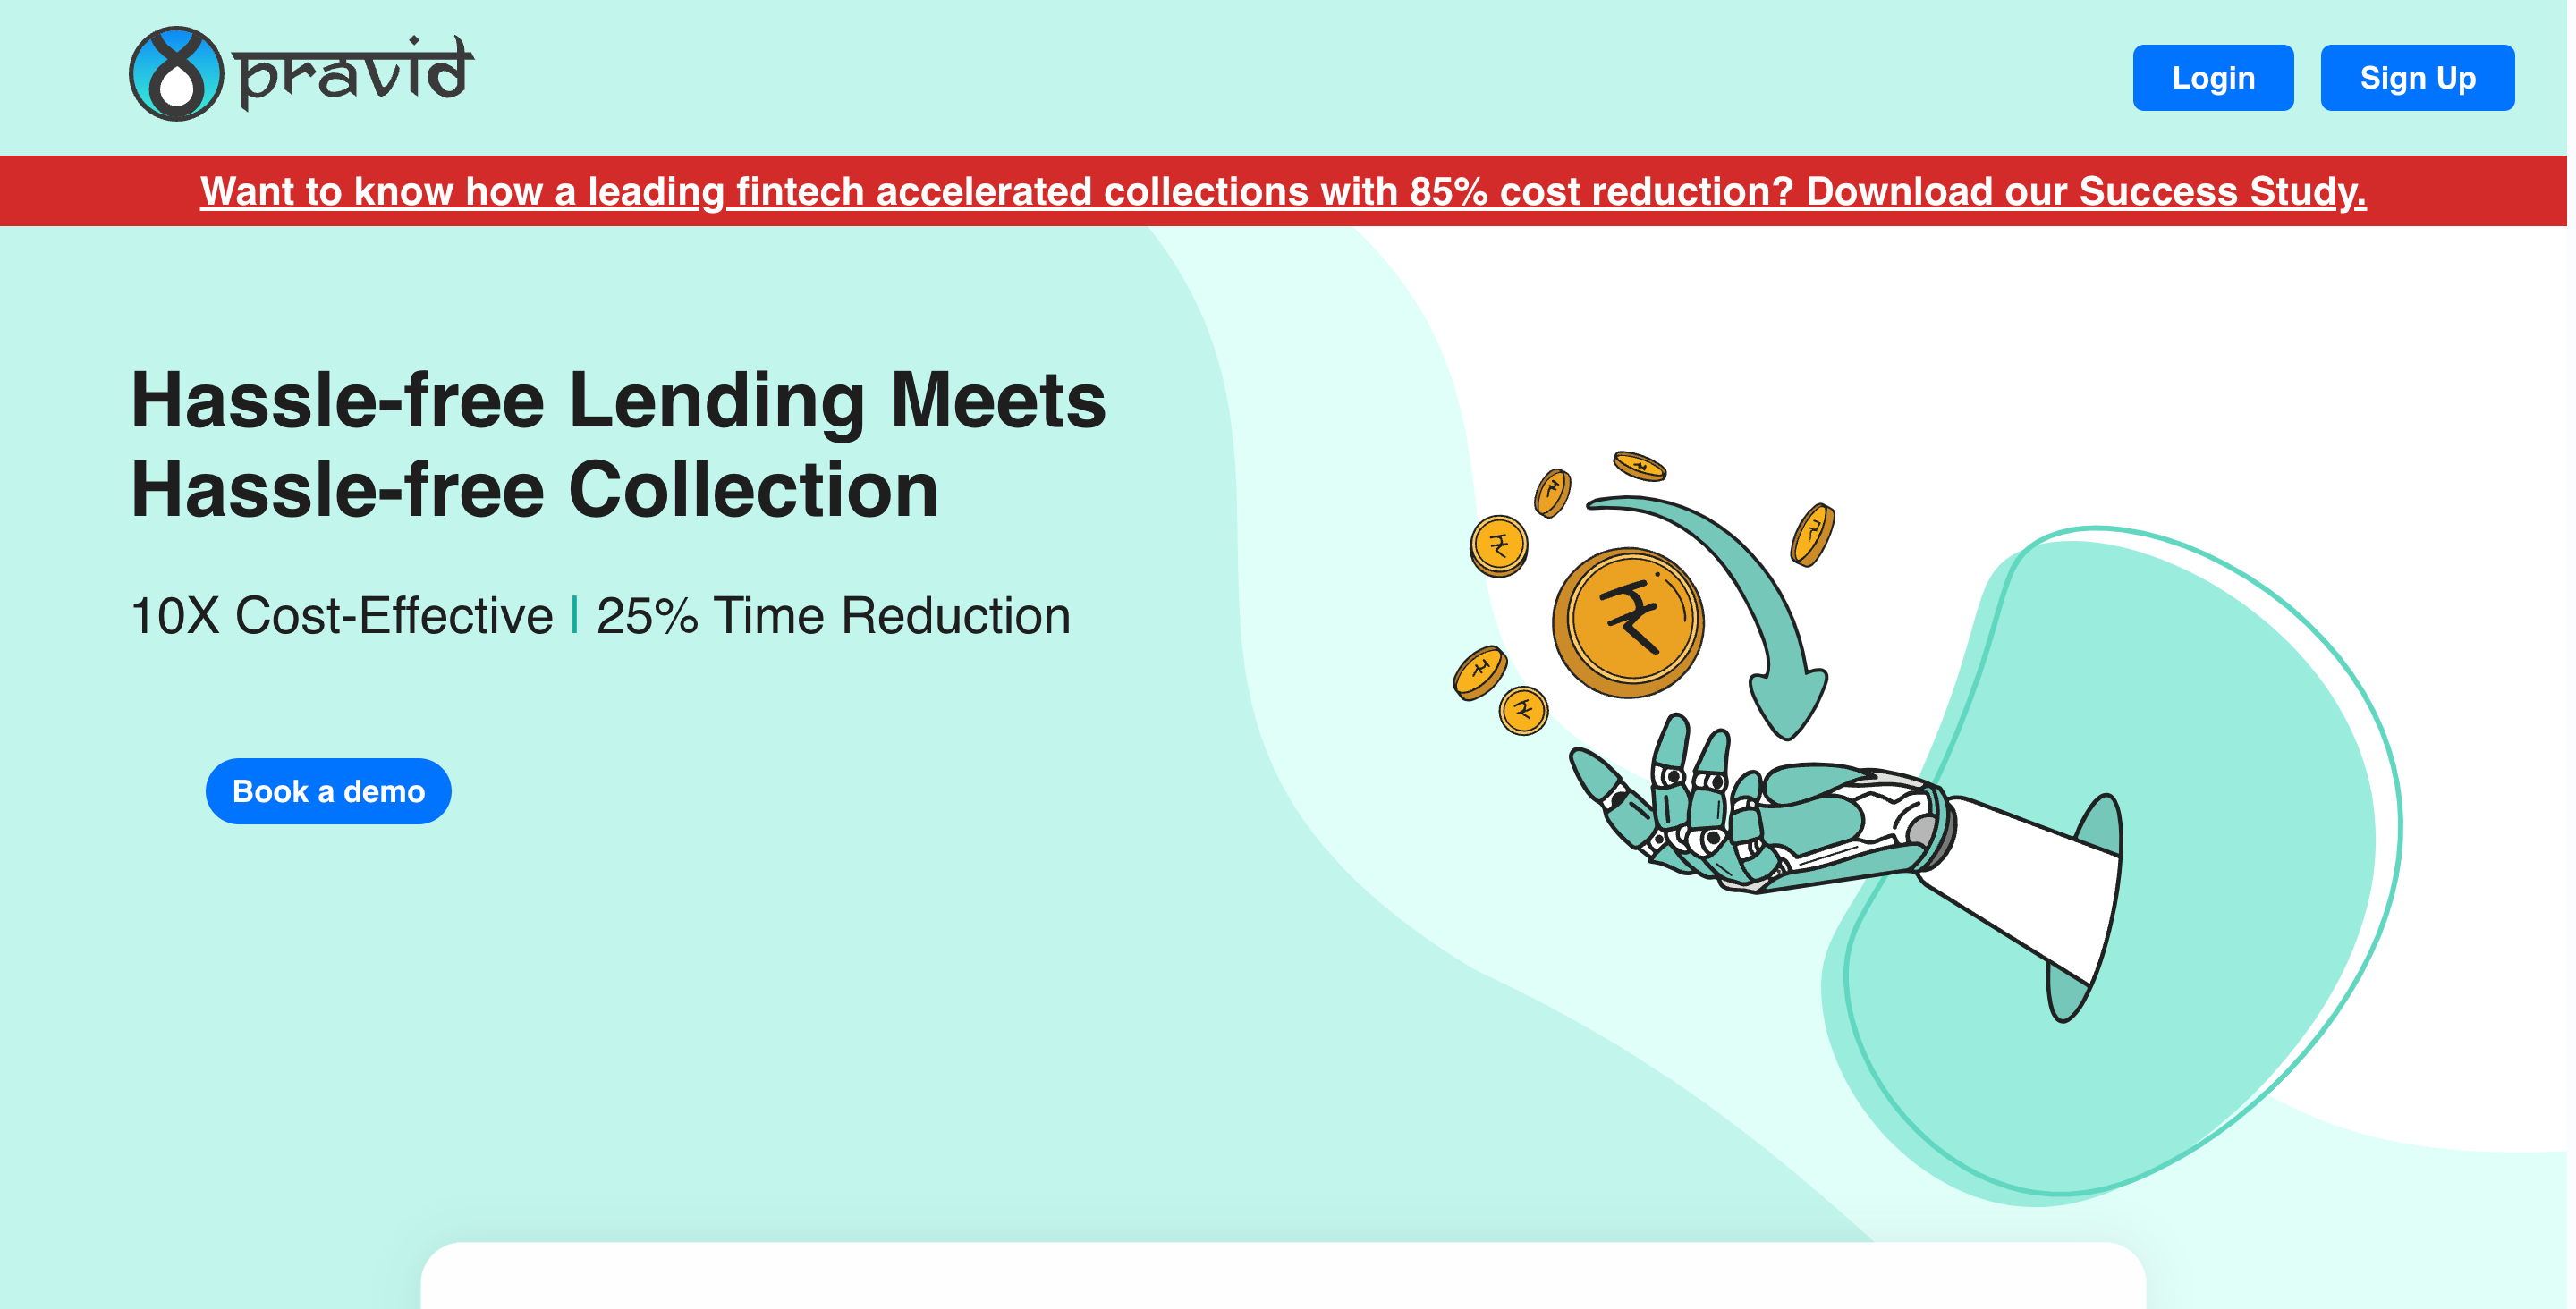 pravid
Login
Sign Up
Want to know how a leading fintech accelerated collections with 85% cost reduction? Download our Success Study.
Hassle-free Lending Meets
Hassle-free Collection
10X Cost-Effective | 25% Time Reduction
Book a demo
₹
₹
₹
₹
₹
₹
₹